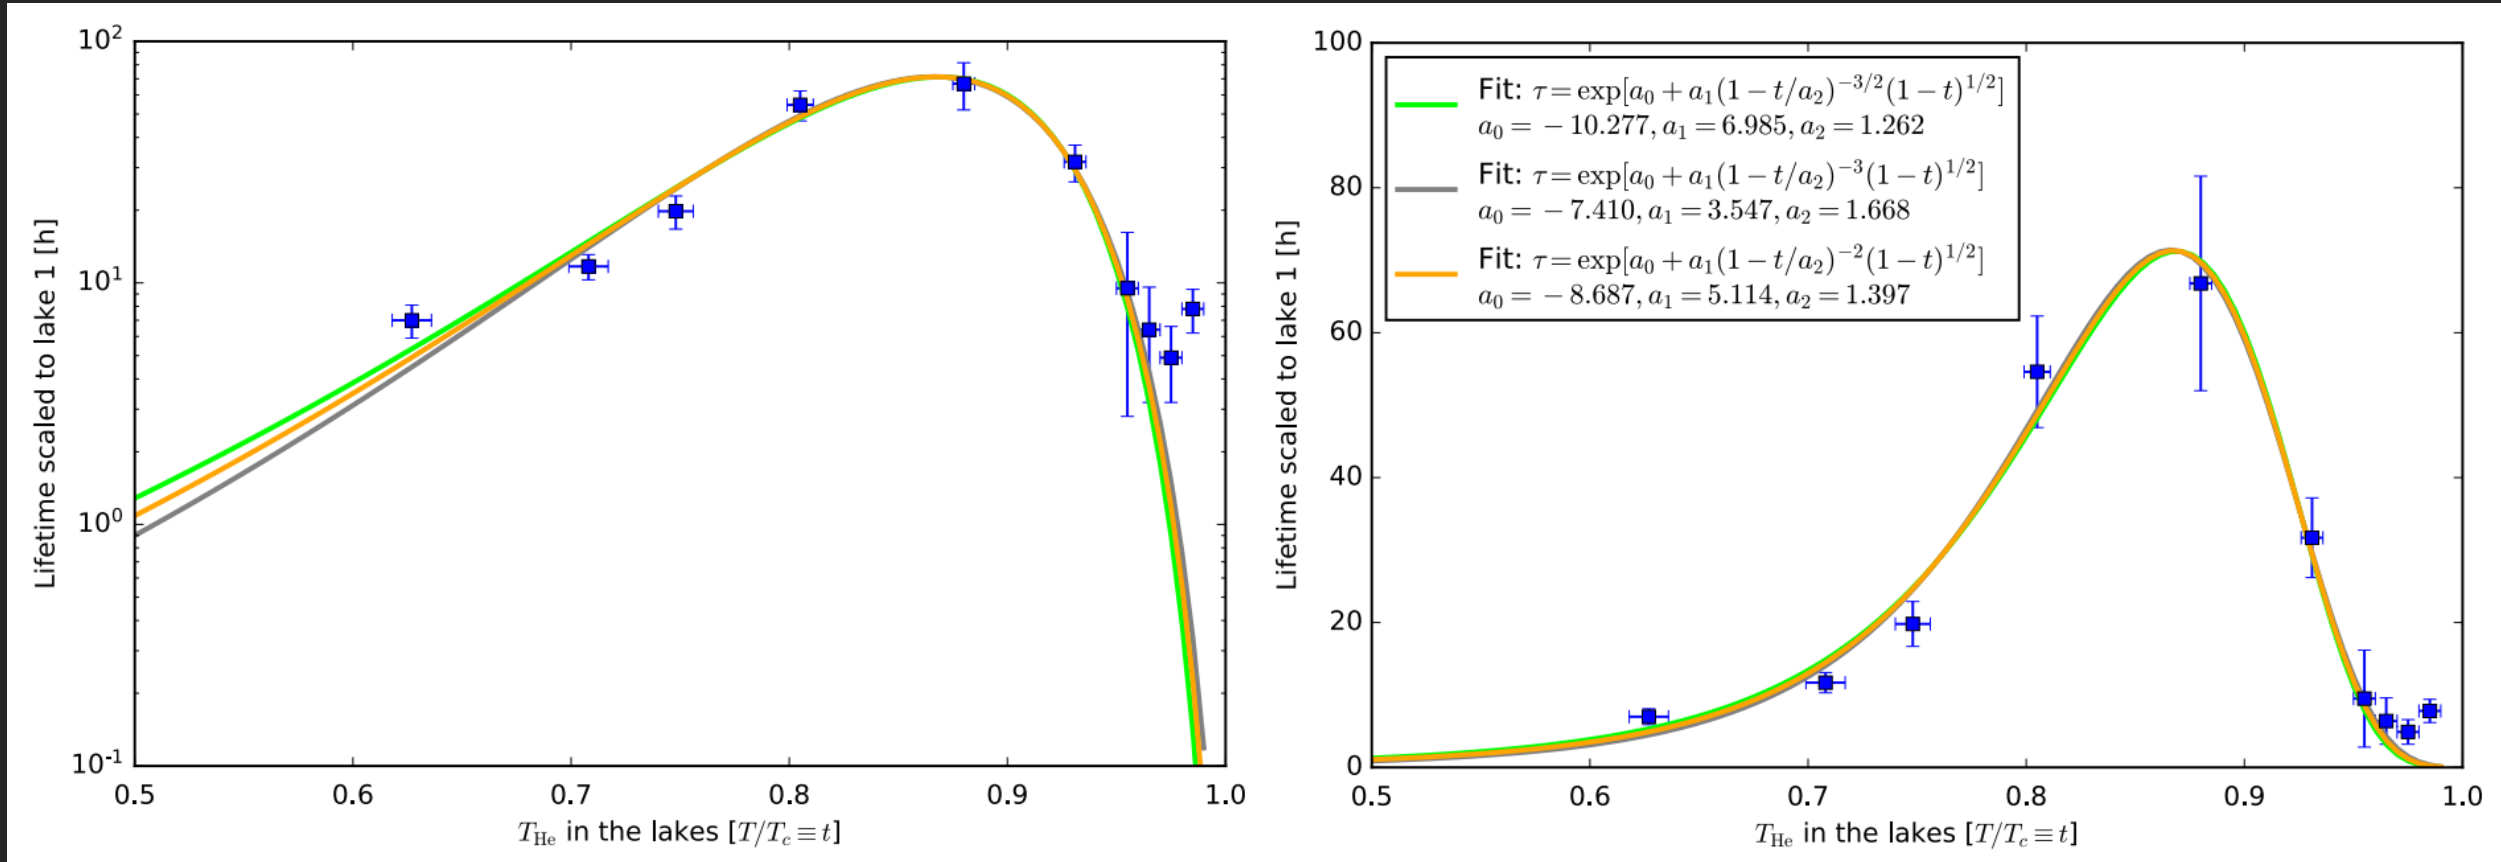 10²
10¹
10⁰
10⁻¹
0.5 0.6 0.7 0.8 0.9 1.0
Lifetime scaled to lake 1 [h]
T_He in the lakes [T/T_c ≡ t]
100
80
60
40
20
0
0.5 0.6 0.7 0.8 0.9 1.0
Lifetime scaled to lake 1 [h]
T_He in the lakes [T/T_c ≡ t]
Fit: τ = exp[a₀ + a₁(1 − t/a₂)^−3/2(1 − t)^1/2]
a₀ = − 10.277, a₁ = 6.985, a₂ = 1.262
Fit: τ = exp[a₀ + a₁(1 − t/a₂)^−3(1 − t)^1/2]
a₀ = − 7.410, a₁ = 3.547, a₂ = 1.668
Fit: τ = exp[a₀ + a₁(1 − t/a₂)^−2(1 − t)^1/2]
a₀ = − 8.687, a₁ = 5.114, a₂ = 1.397